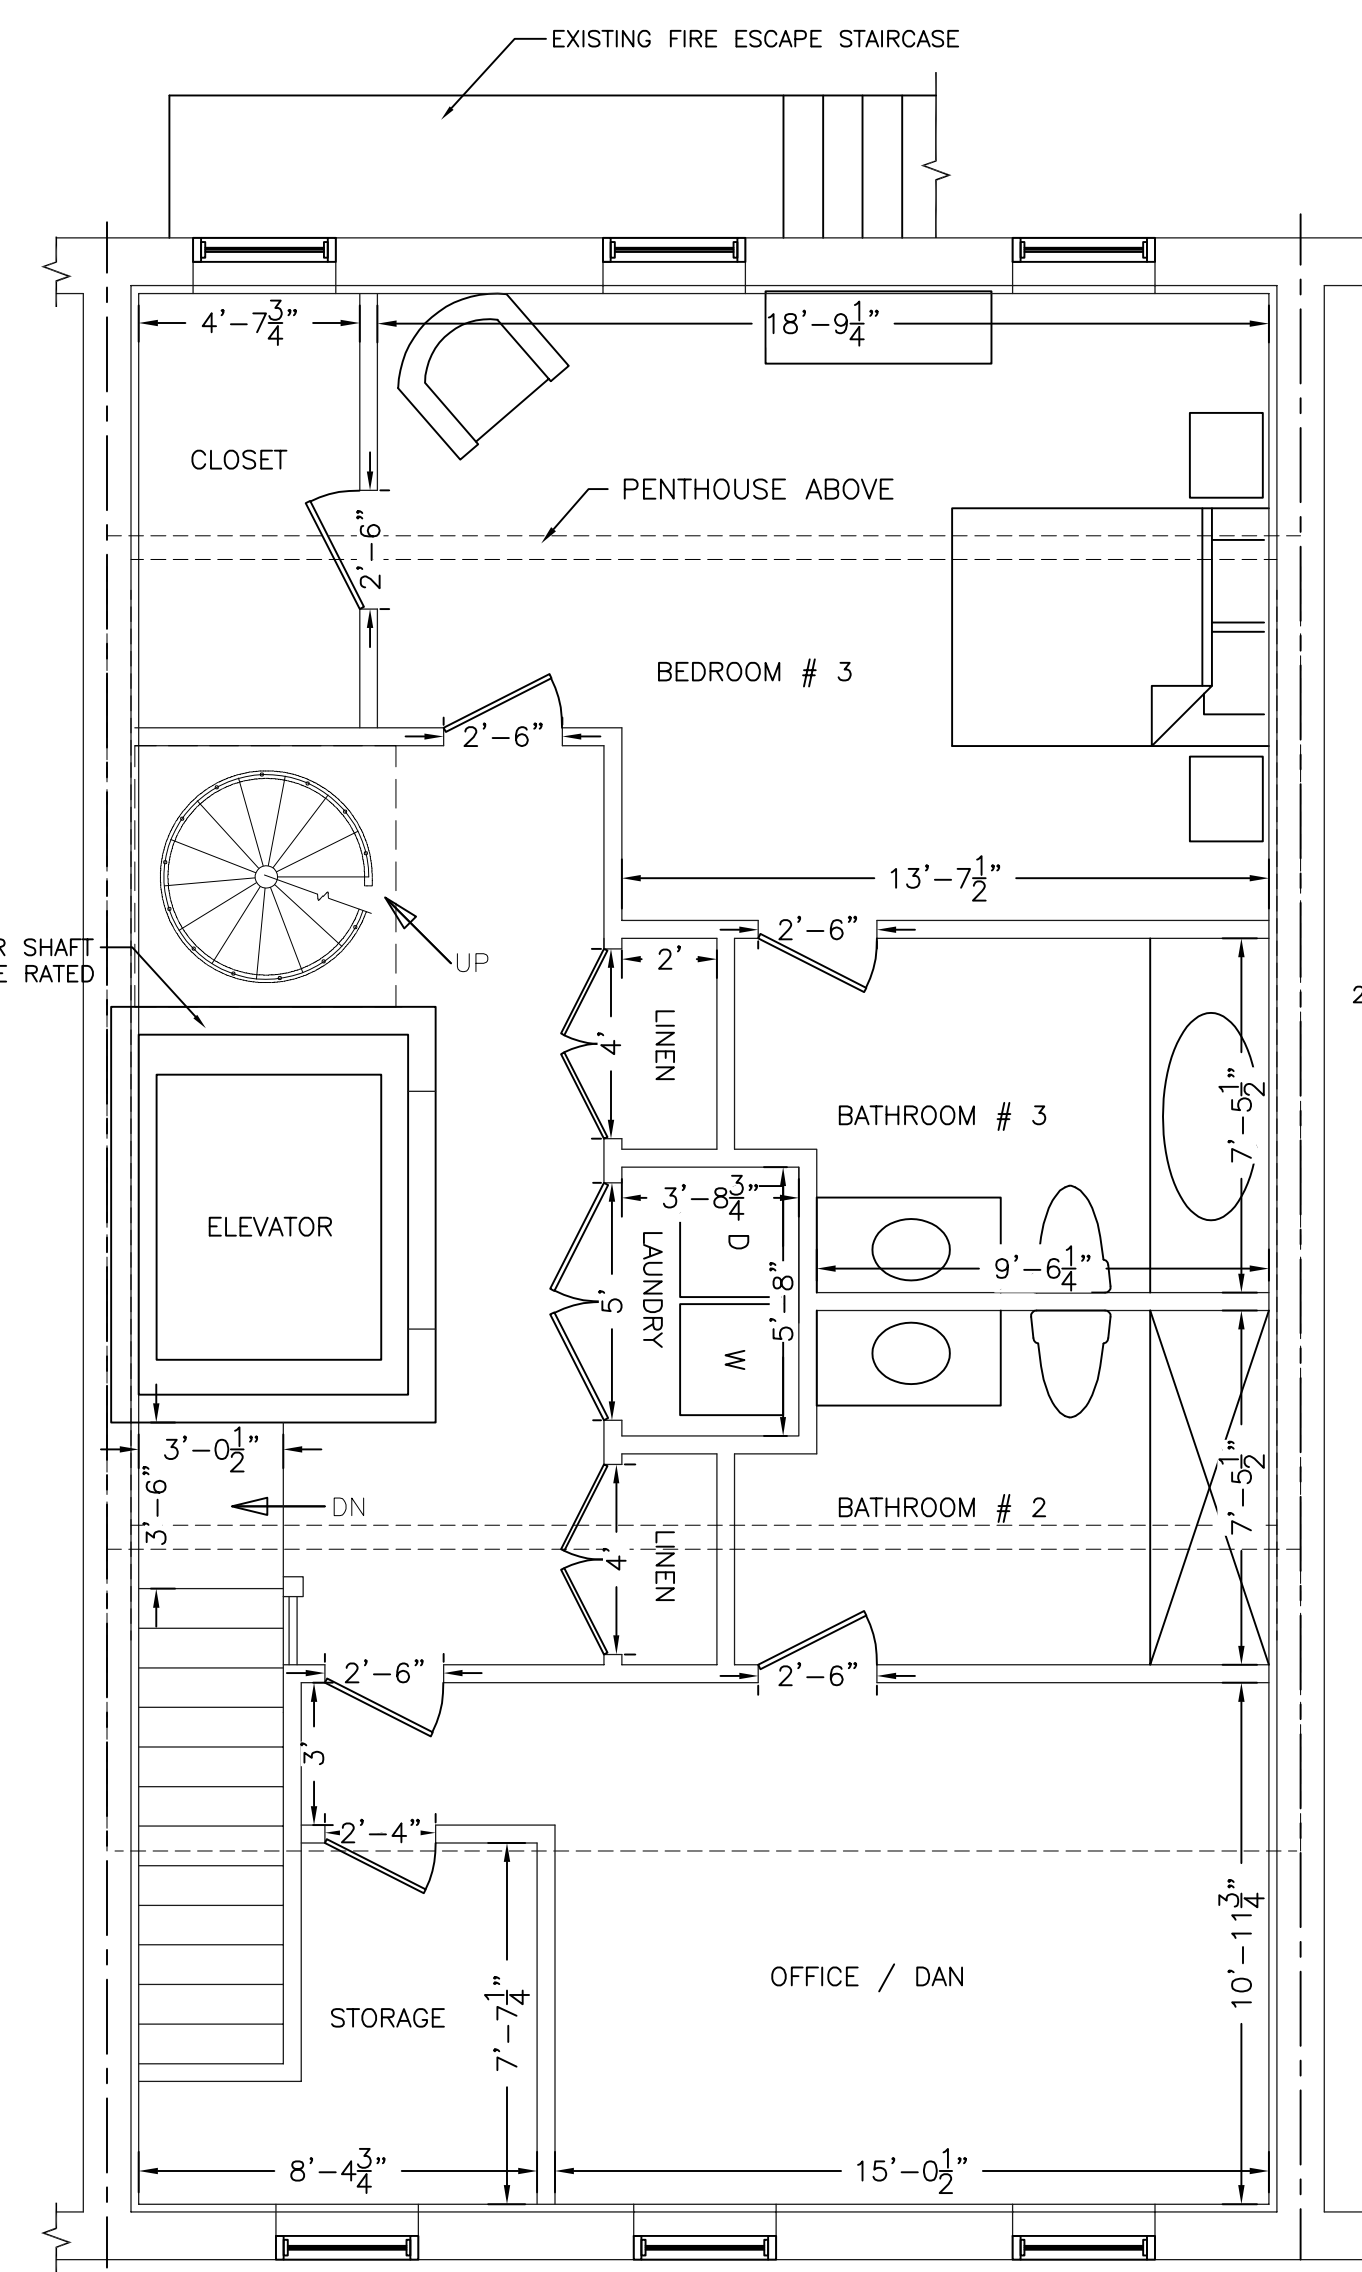 EXISTING FIRE ESCAPE STAIRCASE
4'-7 3/4"
18'-9 1/4"
CLOSET
PENTHOUSE ABOVE
2'-6"
BEDROOM # 3
2'-6"
13'-7 1/2"
2'-6"
R SHAFT
E RATED
UP
2'
2
4'
LINEN
7'-5 1/2"
BATHROOM # 3
3'-8 3/4"
D
ELEVATOR
LAUNDRY
5'
5'-8"
9'-6 1/4"
W
3'-0 1/2"
3'-6"
DN
BATHROOM # 2
7'-5 1/2"
4'
LINEN
2'-6"
2'-6"
3'
2'-4"
10'-11 3/4"
OFFICE / DAN
STORAGE
7'-7 1/4"
8'-4 3/4"
15'-0 1/2"